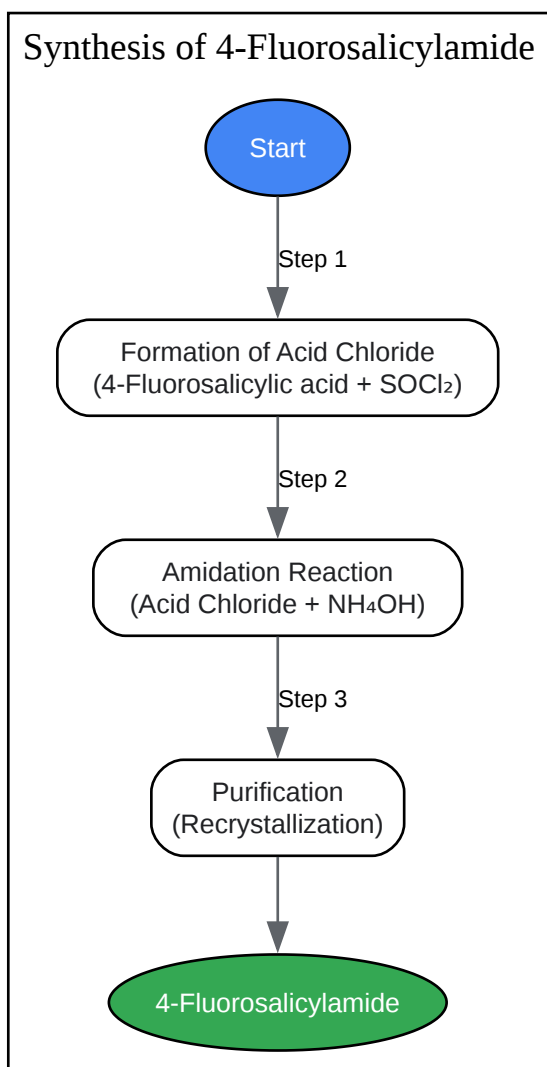 Synthesis of 4-Fluorosalicylamide
Start
Step 1
Formation of Acid Chloride
(4-Fluorosalicylic acid + SOCl₂)
Step 2
Amidation Reaction
(Acid Chloride + NH₄OH)
Step 3
Purification
(Recrystallization)
4-Fluorosalicylamide